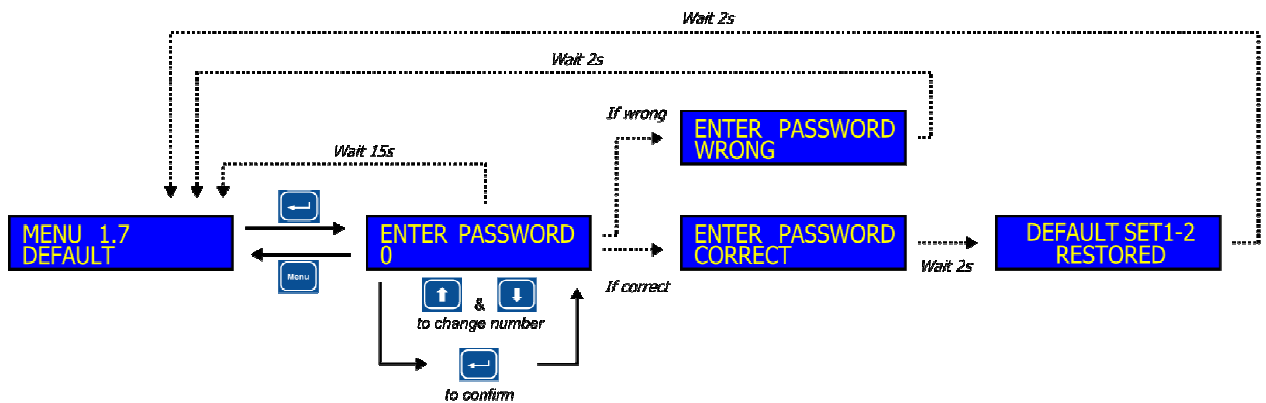 Wait 2s
Wait 2s
If wrong
ENTER PASSWORD
WRONG
Wait 15s
MENU 1.7
DEFAULT
Menu
ENTER PASSWORD
0
&
to change number
to confirm
If correct
ENTER PASSWORD
CORRECT
Wait 2s
DEFAULT SET1-2
RESTORED